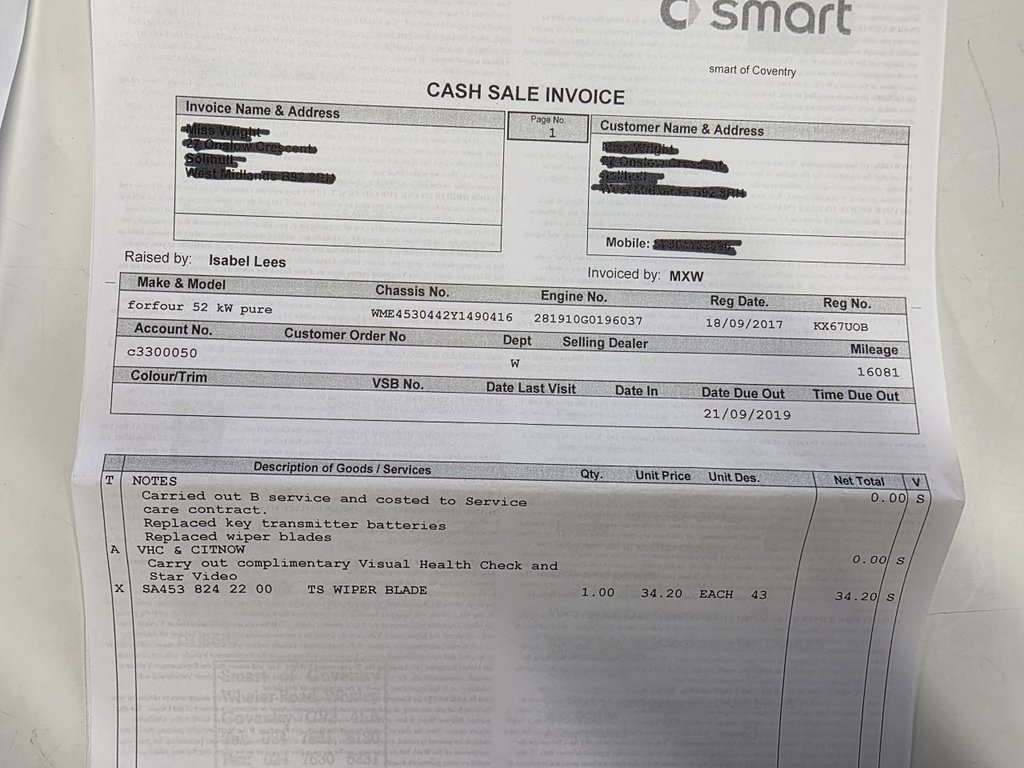 smart
smart of Coventry
CASH SALE INVOICE
Invoice Name & Address
Page No.
1
Customer Name & Address
Mobile:
Raised by: Isabel Lees
Invoiced by: MXW
Make & Model Chassis No. Engine No. Reg Date. Reg No.
forfour 52 kW pure WME4530442Y1490416 281910G0196037 18/09/2017 KX67UOB
Account No. Customer Order No Dept Selling Dealer Mileage
c3300050 W 16081
Colour/Trim VSB No. Date Last Visit Date In Date Due Out Time Due Out
21/09/2019
Description of Goods / Services Qty. Unit Price Unit Des. Net Total V
T NOTES 0.00 S
Carried out B service and costed to Service
care contract.
Replaced key transmitter batteries
Replaced wiper blades
A VHC & CITNOW 0.00 S
Carry out complimentary Visual Health Check and
Star Video
X SA453 824 22 00 TS WIPER BLADE 1.00 34.20 EACH 43 34.20 S